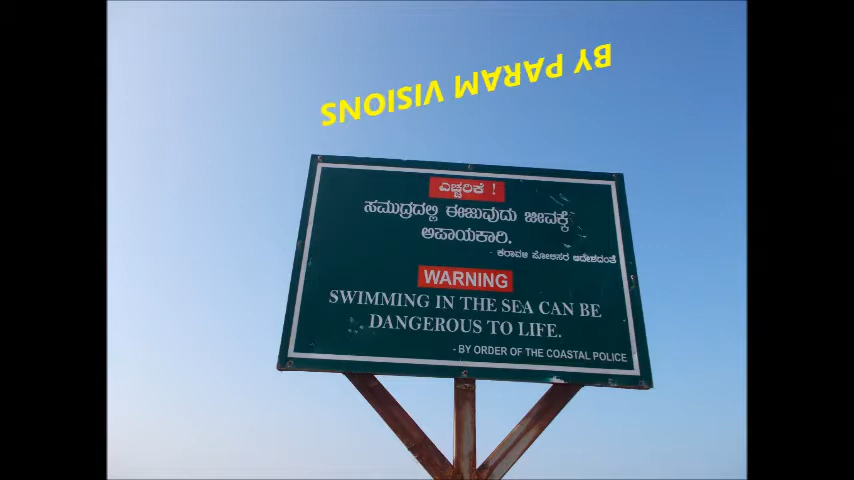 BY PARAM VISIONS
ಎಚ್ಚರಿಕೆ !
ಸಮುದ್ರದಲ್ಲಿ ಈಜುವುದು ಜೀವಕ್ಕೆ
ಅಪಾಯಕಾರಿ.
- ಕರಾವಳಿ ಪೋಲಿಸರ ಆದೇಶದಂತೆ
WARNING
SWIMMING IN THE SEA CAN BE
DANGEROUS TO LIFE.
- BY ORDER OF THE COASTAL POLICE